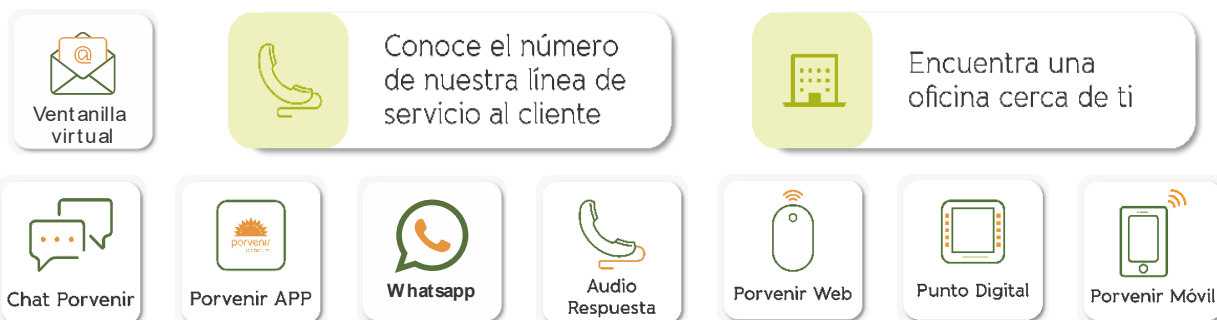 @
Ventanilla
virtual
Conoce el número
de nuestra línea de
servicio al cliente
Encuentra una
oficina cerca de ti
Chat Porvenir
porvenir
Porvenir APP
Whatsapp
Audio
Respuesta
Porvenir Web
Punto Digital
Porvenir Móvil